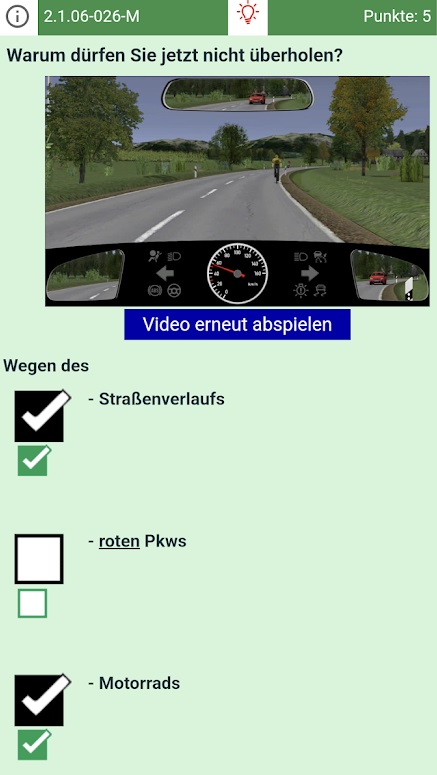 2.1.06-026-M
Punkte: 5
Warum dürfen Sie jetzt nicht überholen?
Video erneut abspielen
Wegen des
- Straßenverlaufs
- roten Pkws
- Motorrads